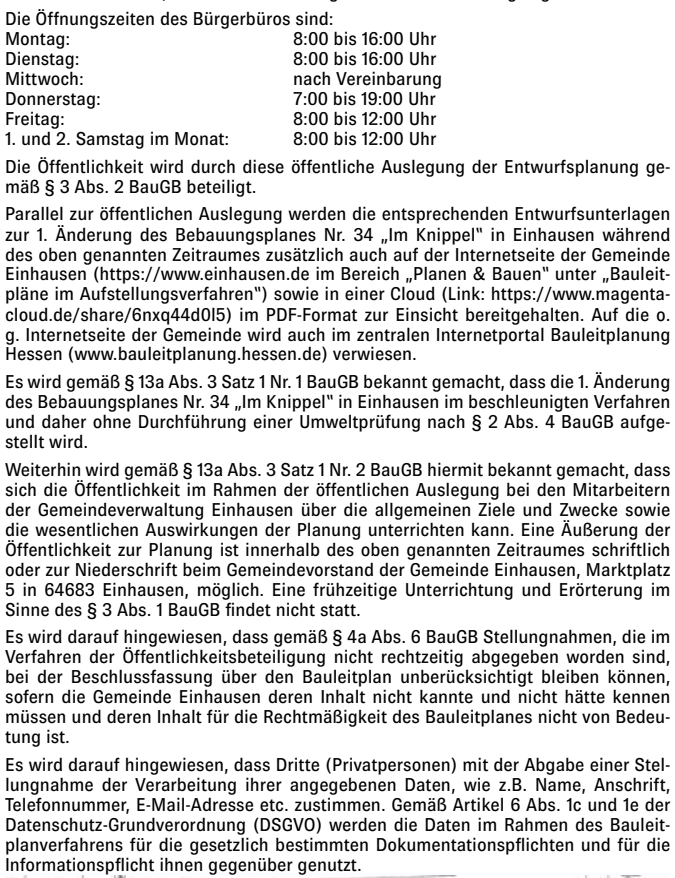 Die Öffnungszeiten des Bürgerbüros sind:
Montag: 8:00 bis 16:00 Uhr
Dienstag: 8:00 bis 16:00 Uhr
Mittwoch: nach Vereinbarung
Donnerstag: 7:00 bis 19:00 Uhr
Freitag: 8:00 bis 12:00 Uhr
1. und 2. Samstag im Monat: 8:00 bis 12:00 Uhr
Die Öffentlichkeit wird durch diese öffentliche Auslegung der Entwurfsplanung ge-
mäß § 3 Abs. 2 BauGB beteiligt.
Parallel zur öffentlichen Auslegung werden die entsprechenden Entwurfsunterlagen
zur 1. Änderung des Bebauungsplanes Nr. 34 „Im Knippel“ in Einhausen während
des oben genannten Zeitraumes zusätzlich auch auf der Internetseite der Gemeinde
Einhausen (https://www.einhausen.de im Bereich „Planen & Bauen“ unter „Bauleit-
pläne im Aufstellungsverfahren“) sowie in einer Cloud (Link: https://www.magenta-
cloud.de/share/6nxq44d0l5) im PDF-Format zur Einsicht bereitgehalten. Auf die o.
g. Internetseite der Gemeinde wird auch im zentralen Internetportal Bauleitplanung
Hessen (www.bauleitplanung.hessen.de) verwiesen.
Es wird gemäß § 13a Abs. 3 Satz 1 Nr. 1 BauGB bekannt gemacht, dass die 1. Änderung
des Bebauungsplanes Nr. 34 „Im Knippel“ in Einhausen im beschleunigten Verfahren
und daher ohne Durchführung einer Umweltprüfung nach § 2 Abs. 4 BauGB aufge-
stellt wird.
Weiterhin wird gemäß § 13a Abs. 3 Satz 1 Nr. 2 BauGB hiermit bekannt gemacht, dass
sich die Öffentlichkeit im Rahmen der öffentlichen Auslegung bei den Mitarbeitern
der Gemeindeverwaltung Einhausen über die allgemeinen Ziele und Zwecke sowie
die wesentlichen Auswirkungen der Planung unterrichten kann. Eine Äußerung der
Öffentlichkeit zur Planung ist innerhalb des oben genannten Zeitraumes schriftlich
oder zur Niederschrift beim Gemeindevorstand der Gemeinde Einhausen, Marktplatz
5 in 64683 Einhausen, möglich. Eine frühzeitige Unterrichtung und Erörterung im
Sinne des § 3 Abs. 1 BauGB findet nicht statt.
Es wird darauf hingewiesen, dass gemäß § 4a Abs. 6 BauGB Stellungnahmen, die im
Verfahren der Öffentlichkeitsbeteiligung nicht rechtzeitig abgegeben worden sind,
bei der Beschlussfassung über den Bauleitplan unberücksichtigt bleiben können,
sofern die Gemeinde Einhausen deren Inhalt nicht kannte und nicht hätte kennen
müssen und deren Inhalt für die Rechtmäßigkeit des Bauleitplanes nicht von Bedeu-
tung ist.
Es wird darauf hingewiesen, dass Dritte (Privatpersonen) mit der Abgabe einer Stel-
lungnahme der Verarbeitung ihrer angegebenen Daten, wie z.B. Name, Anschrift,
Telefonnummer, E-Mail-Adresse etc. zustimmen. Gemäß Artikel 6 Abs. 1c und 1e der
Datenschutz-Grundverordnung (DSGVO) werden die Daten im Rahmen des Bauleit-
planverfahrens für die gesetzlich bestimmten Dokumentationspflichten und für die
Informationspflicht ihnen gegenüber genutzt.